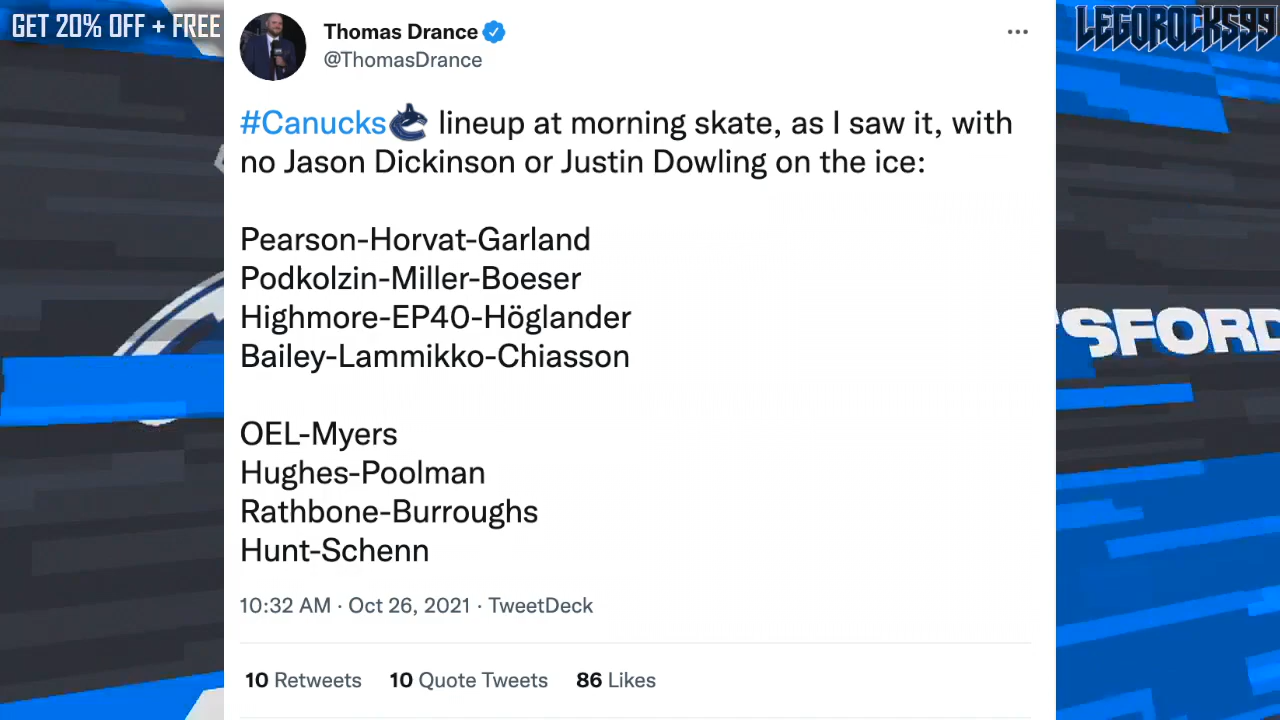 GET 20% OFF + FREE
LEGOROCKS99
Thomas Drance
@ThomasDrance
#Canucks lineup at morning skate, as I saw it, with
no Jason Dickinson or Justin Dowling on the ice:
Pearson-Horvat-Garland
Podkolzin-Miller-Boeser
Highmore-EP40-Höglander
Bailey-Lammikko-Chiasson
OEL-Myers
Hughes-Poolman
Rathbone-Burroughs
Hunt-Schenn
10:32 AM · Oct 26, 2021 · TweetDeck
10 Retweets 10 Quote Tweets 86 Likes
SFORD